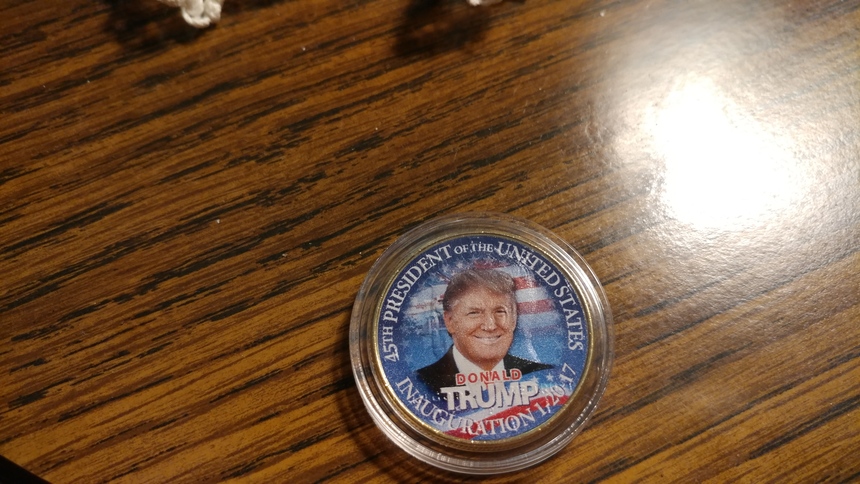 45TH PRESIDENT OF THE UNITED STATES
DONALD
TRUMP
INAUGURATION 1/20/17